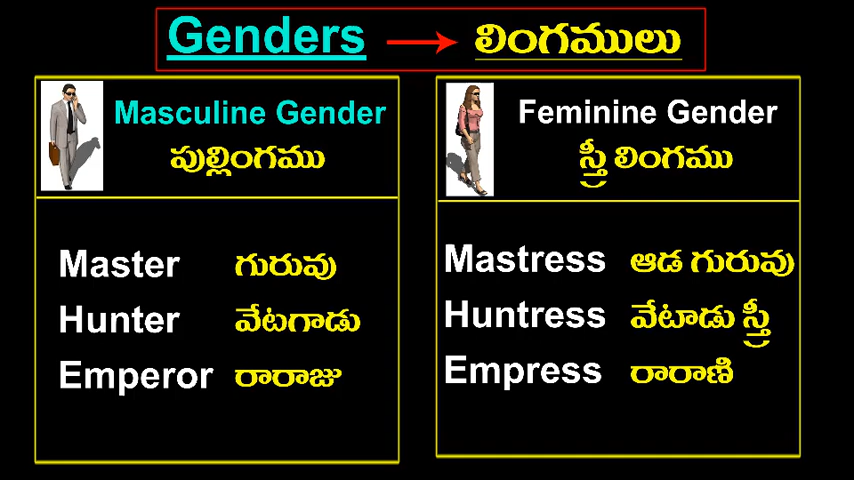 Genders → లింగములు
Masculine Gender
పుల్లింగము
Master గురువు
Hunter వేటగాడు
Emperor రారాజు
Feminine Gender
స్త్రీ లింగము
Mastress ఆడ గురువు
Huntress వేటాడు స్త్రీ
Empress రారాణి